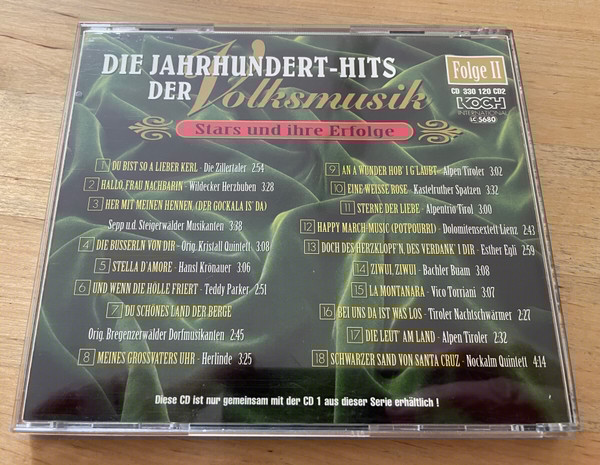 DIE JAHRHUNDERT-HITS
DER Volksmusik
Stars und ihre Erfolge
Folge II
CD 330 120 CD2
KOCH
INTERNATIONAL
LC 5680
1 DU BIST SO A LIEBER KERL - Die Zillertaler 2:54
2 HALLO, FRAU NACHBARIN - Wildecker Herzbuben 3:28
3 HER MIT MEINEN HENNEN, (DER GOCKALA IS' DA)
Sepp u.d. Steigerwälder Musikanten 3:38
4 DIE BUSSERLN VON DIR - Orig. Kristall Quintett 3:08
5 STELLA D'AMORE - Hansl Krönauer 3:06
6 UND WENN DIE HÖLLE FRIERT - Teddy Parker 2:51
7 DU SCHÖNES LAND DER BERGE
Orig. Bregenzerwälder Dorfmusikanten 2:45
8 MEINES GROSSVATERS UHR - Herlinde 3:25
9 AN A WUNDER HOB' I G'LAUBT - Alpen Tiroler 3:02
10 EINE WEISSE ROSE - Kastelruther Spatzen 3:32
11 STERNE DER LIEBE - Alpentrio Tirol 3:00
12 HAPPY MARCH-MUSIC (POTPOURRI) - Dolomitensextett Lienz 2:43
13 DOCH DES HERZKLOPF'N, DES VERDANK' I DIR - Esther Egli 2:59
14 ZIWUI, ZIWUI - Bachler Buam 3:08
15 LA MONTANARA - Vico Torriani 3:07
16 BEI UNS DA IST WAS LOS - Tiroler Nachtschwärmer 2:27
17 DIE LEUT' AM LAND - Alpen Tiroler 2:32
18 SCHWARZER SAND VON SANTA CRUZ - Nockalm Quintett 4:14
Diese CD ist nur gemeinsam mit der CD 1 aus dieser Serie erhältlich !